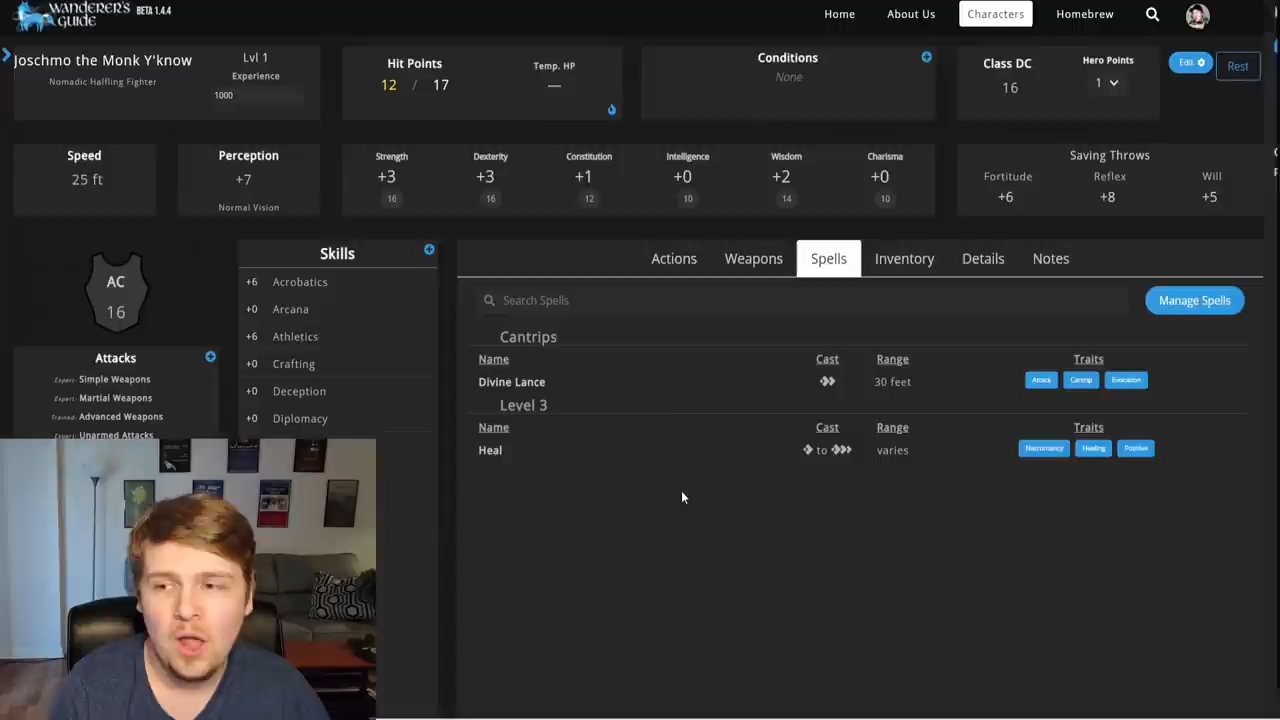 WANDERER'S GUIDE BETA 1.4.4
Home About Us Characters Homebrew
Joschmo the Monk Y'know
Nomadic Halfling Fighter
Lvl 1
Experience
1000
Hit Points
12 / 17
Temp. HP
—
Conditions
None
Class DC
16
Hero Points
1
Edit
Rest
Speed
25 ft
Perception
+7
Normal Vision
Strength Dexterity Constitution Intelligence Wisdom Charisma
+3 +3 +1 +0 +2 +0
16 16 12 10 14 10
Saving Throws
Fortitude Reflex Will
+6 +8 +5
AC
16
Attacks
Expert - Simple Weapons
Expert - Martial Weapons
Trained - Advanced Weapons
Expert - Unarmed Attacks
Skills
+6 Acrobatics
+0 Arcana
+6 Athletics
+0 Crafting
+0 Deception
+0 Diplomacy
Actions Weapons Spells Inventory Details Notes
Search Spells
Manage Spells
Cantrips
Name Cast Range Traits
Divine Lance 30 feet Attack Cantrip Evocation
Level 3
Name Cast Range Traits
Heal to varies Necromancy Healing Positive